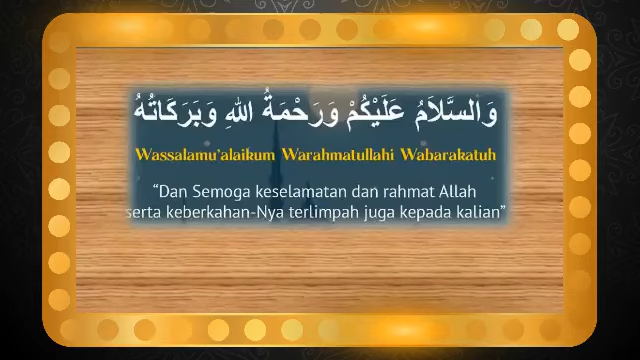 وَالسَّلاَمُ عَلَيْكُمْ وَرَحْمَةُ اللهِ وَبَرَكَاتُهُ
Wassalamu'alaikum Warahmatullahi Wabarakatuh
“Dan Semoga keselamatan dan rahmat Allah
serta keberkahan-Nya terlimpah juga kepada kalian”